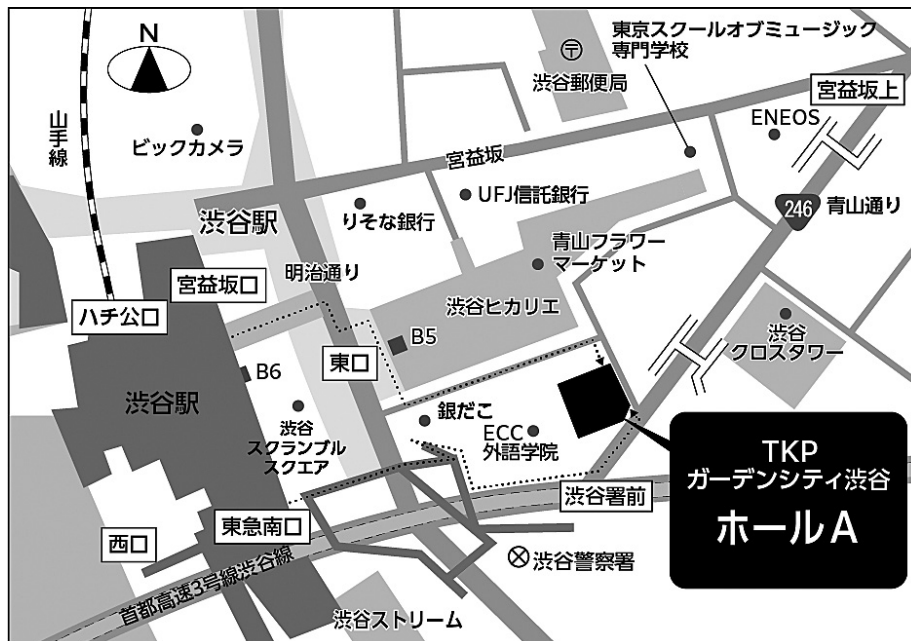 N
山手線
ビックカメラ
〒
渋谷郵便局
東京スクールオブミュージック
専門学校
宮益坂上
ENEOS
宮益坂
UFJ信託銀行
りそな銀行
246
青山通り
渋谷駅
明治通り
青山フラワー
マーケット
宮益坂口
ハチ公口
渋谷ヒカリエ
B5
東口
渋谷
クロスタワー
B6
渋谷駅
渋谷
スクランブル
スクエア
銀だこ
ECC
外語学院
TKP
ガーデンシティ渋谷
ホールA
渋谷署前
東急南口
西口
首都高速3号線渋谷線
渋谷警察署
渋谷ストリーム